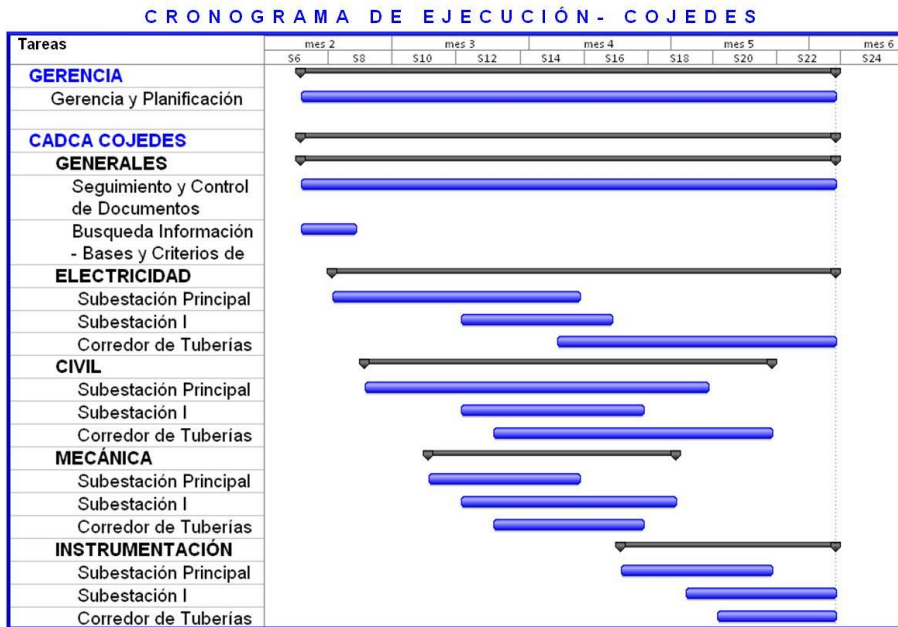 CRONOGRAMA DE EJECUCIÓN- COJEDES
Tareas
mes 2 mes 3 mes 4 mes 5 mes 6
S6 S8 S10 S12 S14 S16 S18 S20 S22 S24
GERENCIA
Gerencia y Planificación
CADCA COJEDES
GENERALES
Seguimiento y Control
de Documentos
Busqueda Información
- Bases y Criterios de
ELECTRICIDAD
Subestación Principal
Subestación I
Corredor de Tuberías
CIVIL
Subestación Principal
Subestación I
Corredor de Tuberías
MECÁNICA
Subestación Principal
Subestación I
Corredor de Tuberías
INSTRUMENTACIÓN
Subestación Principal
Subestación I
Corredor de Tuberías